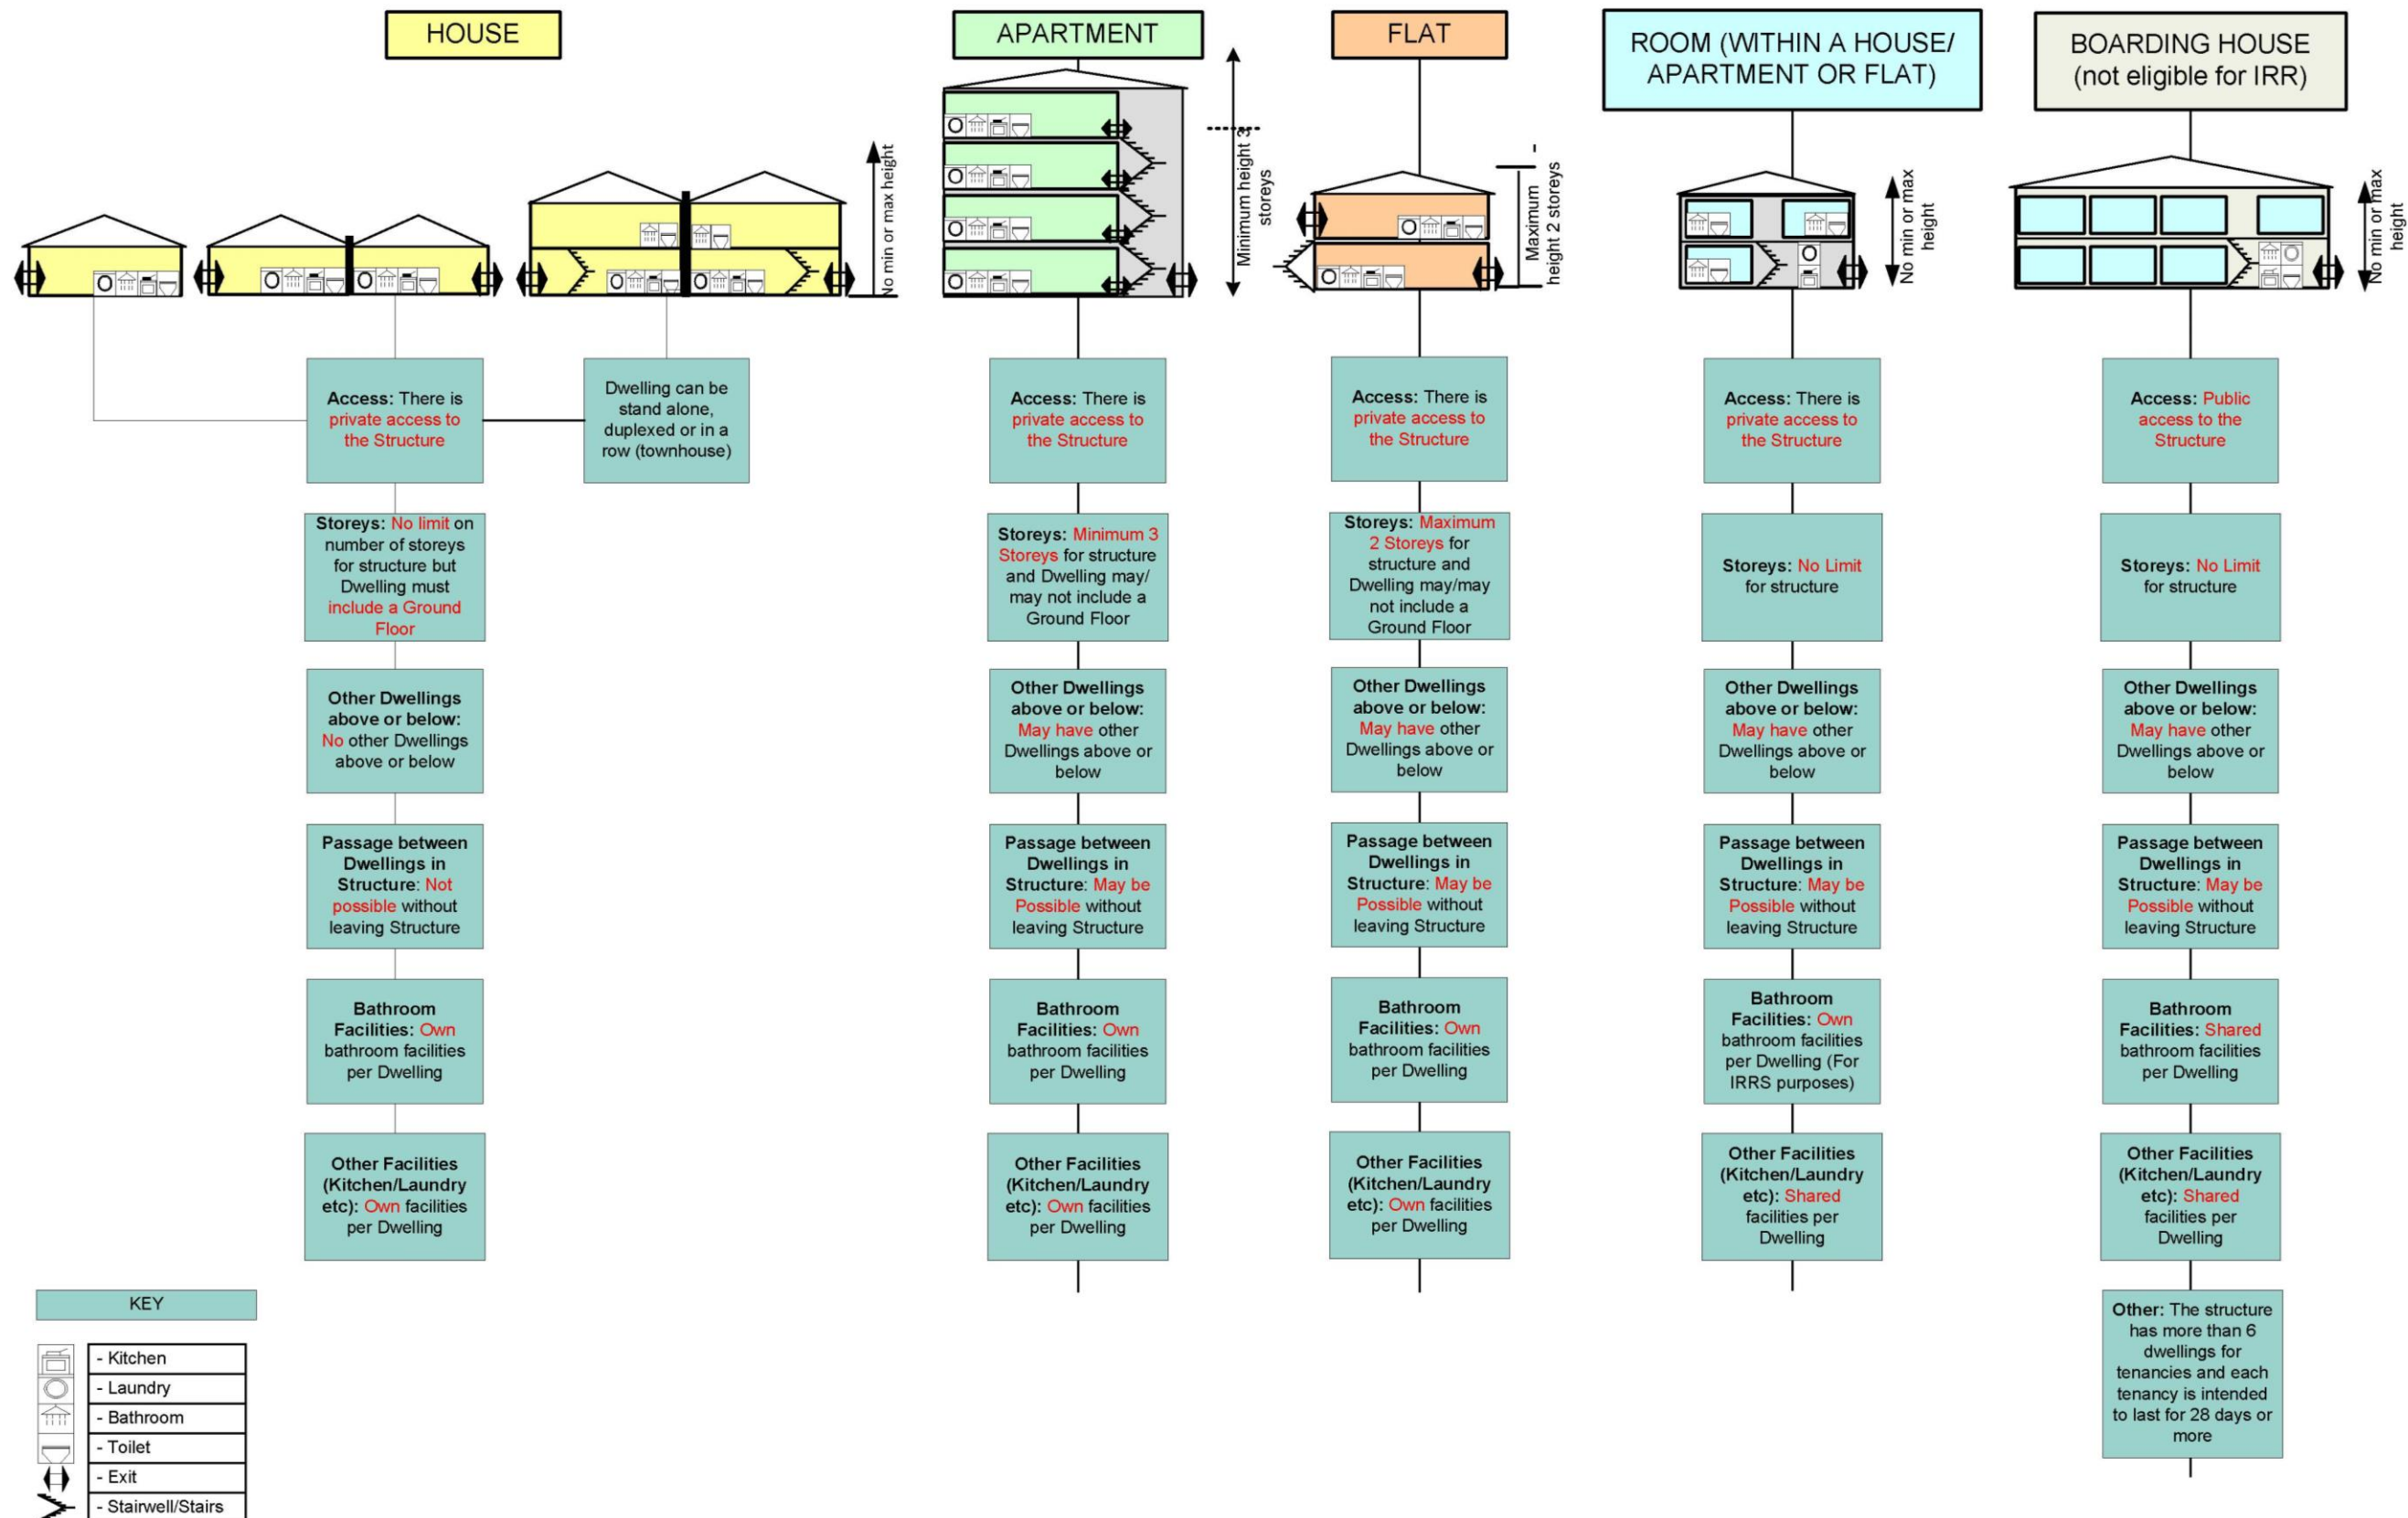 HOUSE
No min or max height
Access: There is
private access to
the Structure
Dwelling can be
stand alone,
duplexed or in a
row (townhouse)
Storeys: No limit on
number of storeys
for structure but
Dwelling must
include a Ground
Floor
Other Dwellings
above or below:
No other Dwellings
above or below
Passage between
Dwellings in
Structure: Not
possible without
leaving Structure
Bathroom
Facilities: Own
bathroom facilities
per Dwelling
Other Facilities
(Kitchen/Laundry
etc): Own facilities
per Dwelling
APARTMENT
Minimum height 3
storeys
Access: There is
private access to
the Structure
Storeys: Minimum 3
Storeys for structure
and Dwelling may/
may not include a
Ground Floor
Other Dwellings
above or below:
May have other
Dwellings above or
below
Passage between
Dwellings in
Structure: May be
Possible without
leaving Structure
Bathroom
Facilities: Own
bathroom facilities
per Dwelling
Other Facilities
(Kitchen/Laundry
etc): Own facilities
per Dwelling
FLAT
Maximum
height 2 storeys
Access: There is
private access to
the Structure
Storeys: Maximum
2 Storeys for
structure and
Dwelling may/may
not include a
Ground Floor
Other Dwellings
above or below:
May have other
Dwellings above or
below
Passage between
Dwellings in
Structure: May be
Possible without
leaving Structure
Bathroom
Facilities: Own
bathroom facilities
per Dwelling
Other Facilities
(Kitchen/Laundry
etc): Own facilities
per Dwelling
ROOM (WITHIN A HOUSE/
APARTMENT OR FLAT)
No min or max
height
Access: There is
private access to
the Structure
Storeys: No Limit
for structure
Other Dwellings
above or below:
May have other
Dwellings above or
below
Passage between
Dwellings in
Structure: May be
Possible without
leaving Structure
Bathroom
Facilities: Own
bathroom facilities
per Dwelling (For
IRRS purposes)
Other Facilities
(Kitchen/Laundry
etc): Shared
facilities per
Dwelling
BOARDING HOUSE
(not eligible for IRR)
No min or max
height
Access: Public
access to the
Structure
Storeys: No Limit
for structure
Other Dwellings
above or below:
May have other
Dwellings above or
below
Passage between
Dwellings in
Structure: May be
Possible without
leaving Structure
Bathroom
Facilities: Shared
bathroom facilities
per Dwelling
Other Facilities
(Kitchen/Laundry
etc): Shared
facilities per
Dwelling
Other: The structure
has more than 6
dwellings for
tenancies and each
tenancy is intended
to last for 28 days or
more
KEY
- Kitchen
- Laundry
- Bathroom
- Toilet
- Exit
- Stairwell/Stairs